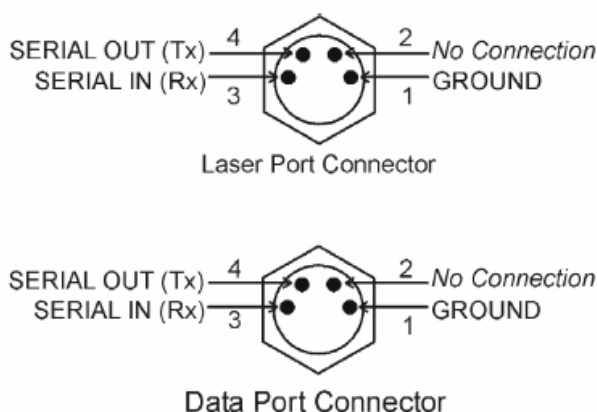 SERIAL OUT (Tx) 4 2 No Connection
SERIAL IN (Rx) 3 1 GROUND
Laser Port Connector
SERIAL OUT (Tx) 4 2 No Connection
SERIAL IN (Rx) 3 1 GROUND
Data Port Connector